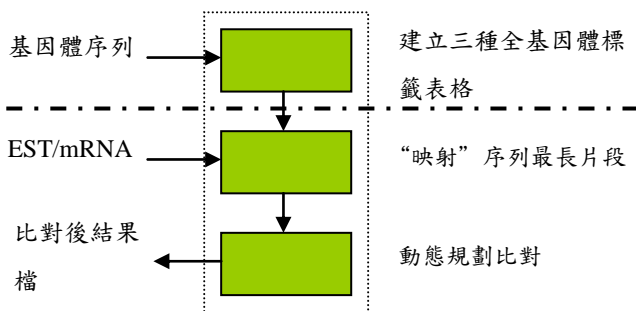 基因體序列
建立三種全基因體標
籤表格
EST/mRNA
“映射”序列最長片段
比對後結果
檔
動態規劃比對